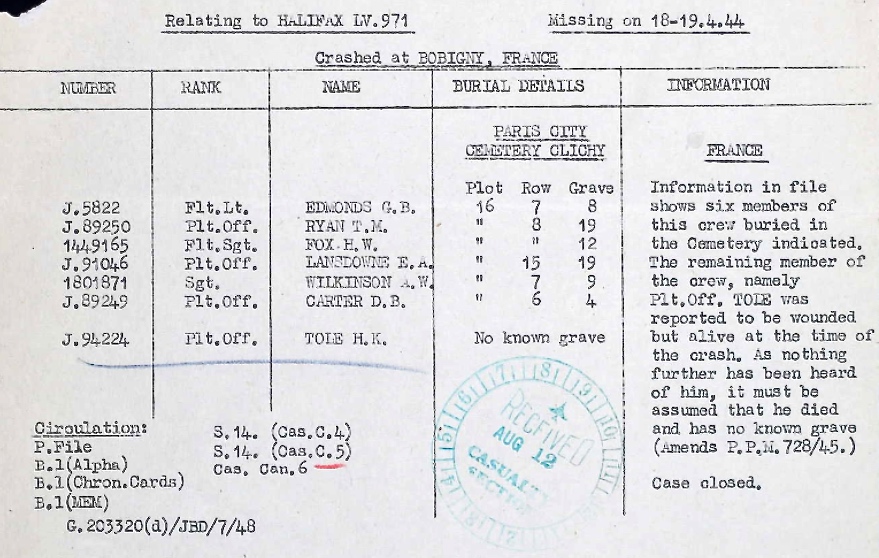 Relating to HALIFAX LV.971 Missing on 18-19.4.44
Crashed at BOBIGNY, FRANCE
NUMBER RANK NAME BURIAL DETAILS INFORMATION
PARIS CITY
CEMETERY CLICHY
Plot Row Grave
J.5822 Flt.Lt. EDMONDS G.B. 16 7 8
J.89250 Plt.Off. RYAN T.M. " 8 19
1449165 Flt.Sgt. FOX H.W. " " 12
J.91046 Plt.Off. LANSDOWNE E.A. " 15 19
1801871 Sgt. WILKINSON A.W. " 7 9
J.89249 Plt.Off. CARTER D.B. " 6 4
J.94224 Plt.Off. TOLE H.K. No known grave
FRANCE
Information in file
shows six members of
this crew buried in
the Cemetery indicated.
The remaining member of
the crew, namely
Plt.Off. TOLE was
reported to be wounded
but alive at the time of
the crash. As nothing
further has been heard
of him, it must be
assumed that he died
and has no known grave
(Amends P.P.M.728/45.)
Case closed.
Circulation:
P.File
B.1(Alpha)
B.1(Chron.Cards)
B.1(MEM)
S.14. (Cas.C.4)
S.14. (Cas.C.5)
Cas. Can.6
G.203320(d)/JBD/7/48
RECEIVED
AUG 12
CASUALTY
SECTION